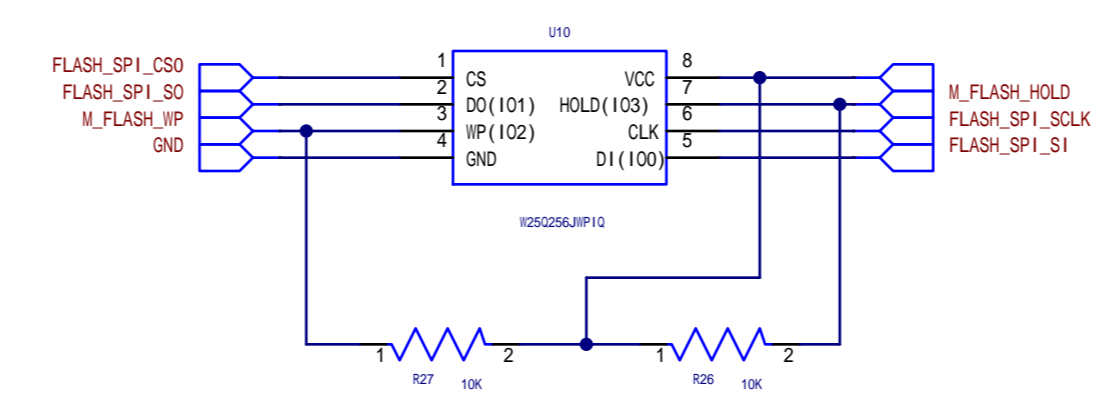 U10
FLASH_SPI_CS0
1
8
CS
VCC
FLASH_SPI_SO
2
7
M_FLASH_HOLD
DO(IO1)
HOLD(IO3)
M_FLASH_WP
3
6
FLASH_SPI_SCLK
WP(IO2)
CLK
GND
4
5
FLASH_SPI_SI
GND
DI(IO0)
W25Q256JWPIQ
1
2
1
2
R27
10K
R26
10K